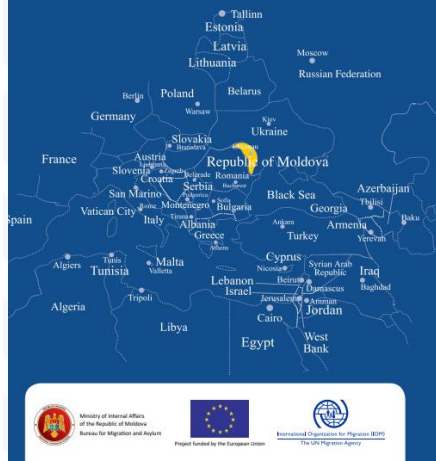 Tallinn
Estonia
Latvia
Lithuania
Moscow
Russian Federation
Berlin
Poland
Belarus
Warsaw
Germany
Kiev
Ukraine
Slovakia
Bratislava
France
Austria
Republic of Moldova
Slovenia
Zagreb
Croatia
Belgrade
Romania
Bucharest
San Marino
Serbia
Podgorica
Montenegro
Sofia
Bulgaria
Black Sea
Azerbaijan
Tbilisi
Georgia
Vatican City
Rome
Italy
Tirana
Albania
Ankara
Armenia
Baku
Spain
Greece
Turkey
Yerevan
Athens
Algiers
Tunis
Tunisia
Malta
Valletta
Cyprus
Nicosia
Syrian Arab
Republic
Iraq
Baghdad
Lebanon
Beirut
Damascus
Israel
Jerusalem
Amman
Jordan
Tripoli
Algeria
Cairo
Libya
Egypt
West
Bank
Ministry of Internal Affairs
of the Republic of Moldova
Bureau for Migration and Asylum
Project funded by the European Union
International Organization for Migration (IOM)
The UN Migration Agency